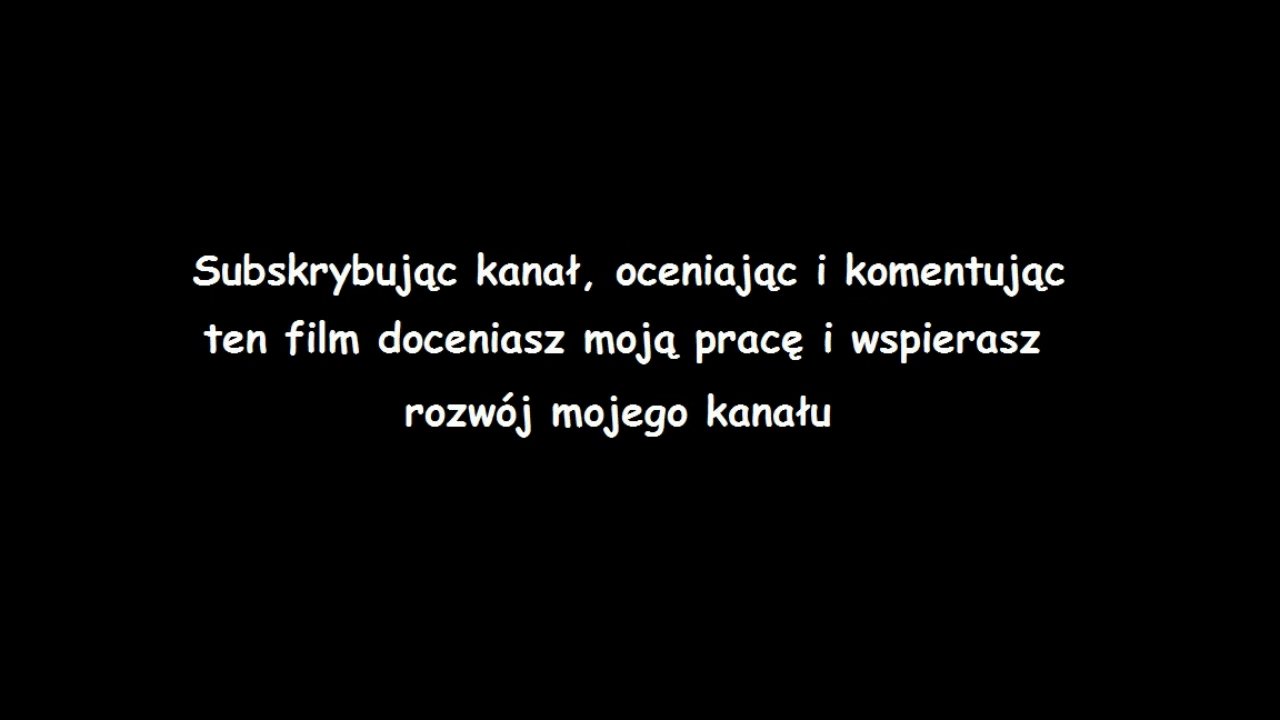 Subskrybując kanał, oceniając i komentując
ten film doceniasz moją pracę i wspierasz
rozwój mojego kanału